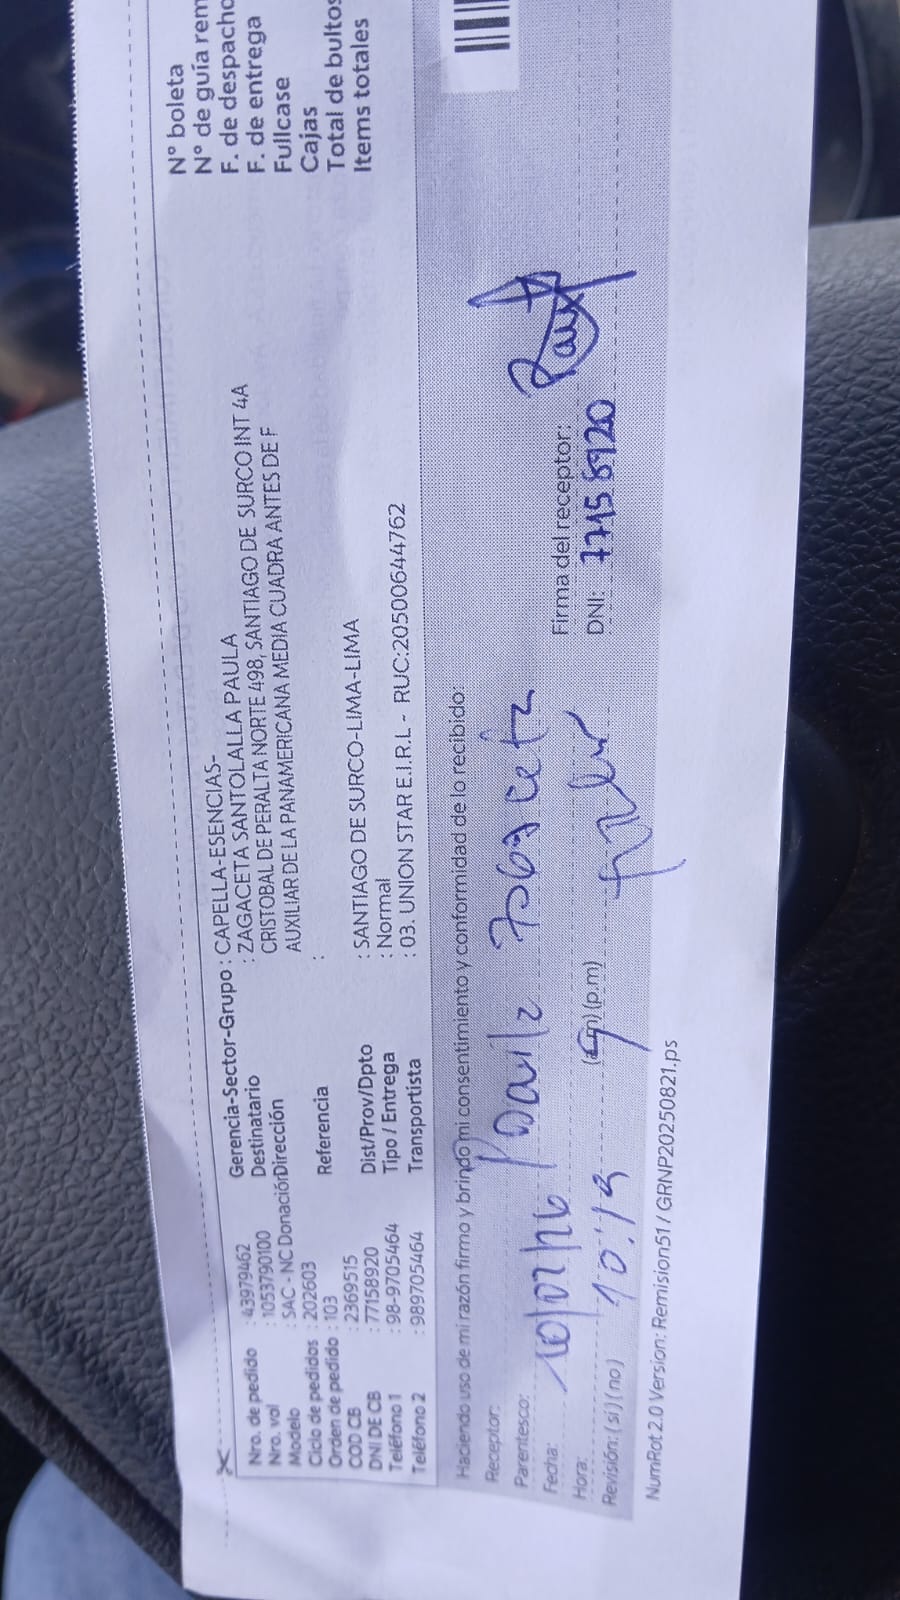 Nro. de pedido : 43979462
Nro. val : 1053790100
Modelo : SAC - NC Donación
Ciclo de pedidos : 202603
Orden de pedido : 103
COD CB : 2369515
DNI DE CB : 77158920
Teléfono 1 : 98-9705464
Teléfono 2 : 989705464
Gerencia-Sector-Grupo : CAPELLA-ESENCIAS-
Destinatario : ZAGACETA SANTOLALLA PAULA
Dirección CRISTOBAL DE PERALTA NORTE 498, SANTIAGO DE SURCO INT 4A
AUXILIAR DE LA PANAMERICANA MEDIA CUADRA ANTES DE F
Referencia :
Dist/Prov/Dpto : SANTIAGO DE SURCO-LIMA-LIMA
Tipo / Entrega : Normal
Transportista : 03. UNION STAR E.I.R.L - RUC:20500644762
N° boleta
N° de guía rem
F. de despacho
F. de entrega
Fullcase
Cajas
Total de bultos
Items totales
Haciendo uso de mi razón firmo y brindo mi consentimiento y conformidad de lo recibido:
Receptor: Paula
Parentesco:
Fecha:
Hora: 10:19 (a.m) (p.m)
Revisión: (si) (no)
Firma del receptor:
DNI: 77158920
NumRot 2.0 Version: Remision51 / GRNP20250821.ps